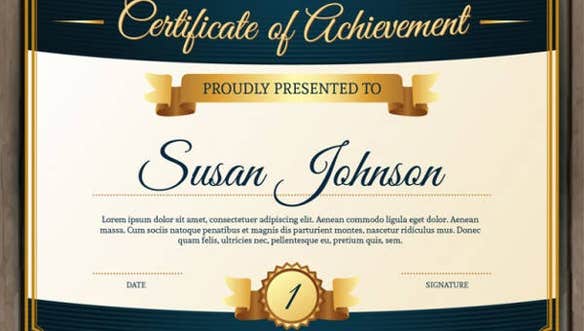 Certificate of Achievement
PROUDLY PRESENTED TO
Susan Johnson
Lorem ipsum dolor sit amet, consectetuer adipiscing elit. Aenean commodo ligula eget dolor.
Cum sociis natoque penatibus et magnis dis parturient montes, nascetur ridiculus mus. Donec
quam felis, ultricies nec, pellentesque eu, pretium quis, sem.
DATE
1
SIGNATURE